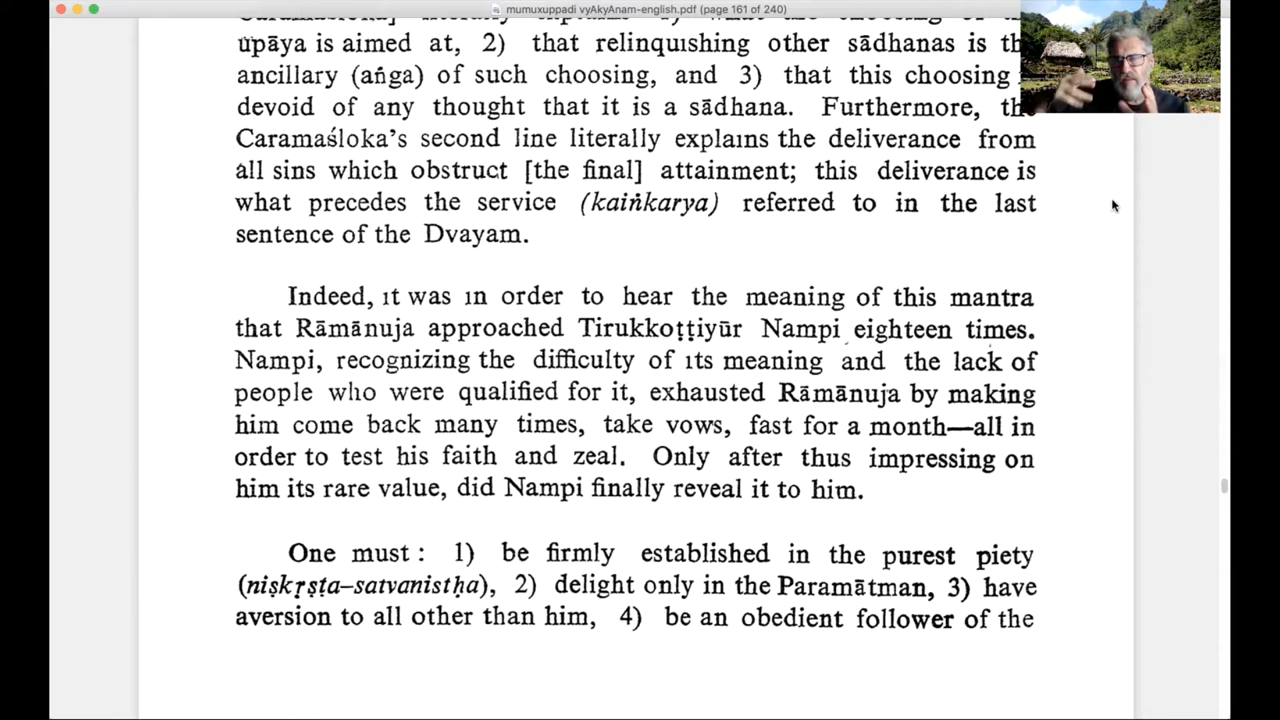 mumuxuppadi vyAkyAnam-english.pdf (page 161 of 240)
upāya is aimed at, 2) that relinquishing other sādhanas is
ancillary (aṅga) of such choosing, and 3) that this choosing
devoid of any thought that it is a sādhana. Furthermore,
Caramaśloka's second line literally explains the deliverance from
all sins which obstruct [the final] attainment; this deliverance is
what precedes the service (kaiṅkarya) referred to in the last
sentence of the Dvayam.
Indeed, it was in order to hear the meaning of this mantra
that Rāmānuja approached Tirukkoṭṭiyūr Nampi eighteen times.
Nampi, recognizing the difficulty of its meaning and the lack of
people who were qualified for it, exhausted Rāmānuja by making
him come back many times, take vows, fast for a month—all in
order to test his faith and zeal. Only after thus impressing on
him its rare value, did Nampi finally reveal it to him.
One must : 1) be firmly established in the purest piety
(niṣkṛṣṭa–satvanistḥa), 2) delight only in the Paramātman, 3) have
aversion to all other than him, 4) be an obedient follower of the